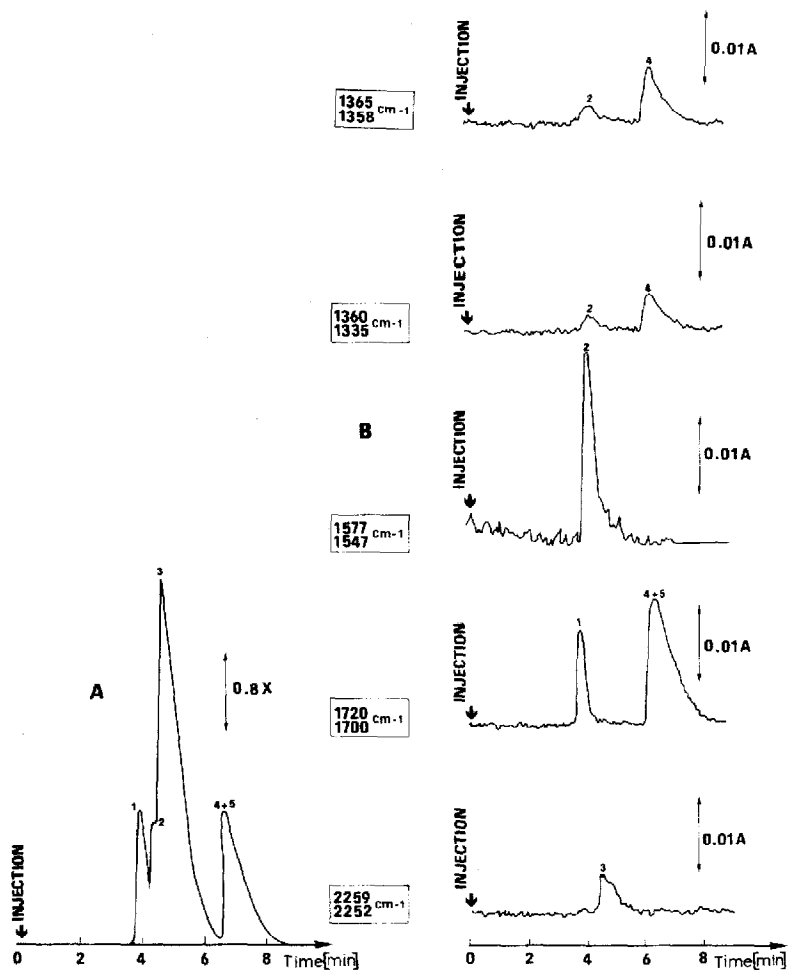 INJECTION
1365
1358 cm-1
2
4
0.01A
INJECTION
1360
1335 cm-1
2
4
0.01A
B
INJECTION
1577
1547 cm-1
2
0.01A
A
1
2
3
4+5
0.8X
INJECTION
1720
1700 cm-1
1
4+5
0.01A
INJECTION
2259
2252 cm-1
3
0.01A
INJECTION
0 2 4 6 8 Time[min]
0 2 4 6 8 Time[min]